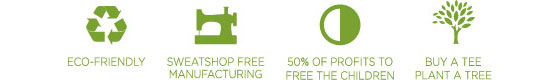 ECO-FRIENDLY
SWEATSHOP FREE
MANUFACTURING
50% OF PROFITS TO
FREE THE CHILDREN
BUY A TEE
PLANT A TREE